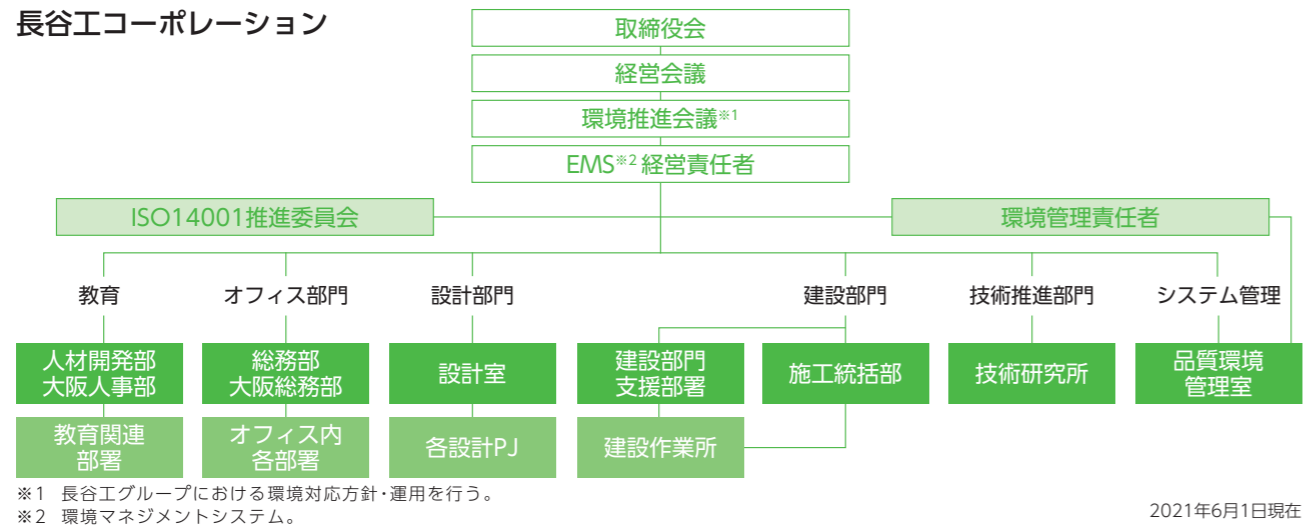 長谷工コーポレーション
取締役会
経営会議
環境推進会議※1
EMS※2 経営責任者
ISO14001推進委員会
環境管理責任者
教育
オフィス部門
設計部門
建設部門
技術推進部門
システム管理
人材開発部
大阪人事部
総務部
大阪総務部
設計室
建設部門
支援部署
施工統括部
技術研究所
品質環境
管理室
教育関連
部署
オフィス内
各部署
各設計PJ
建設作業所
※1 長谷工グループにおける環境対応方針・運用を行う。
※2 環境マネジメントシステム。
2021年6月1日現在